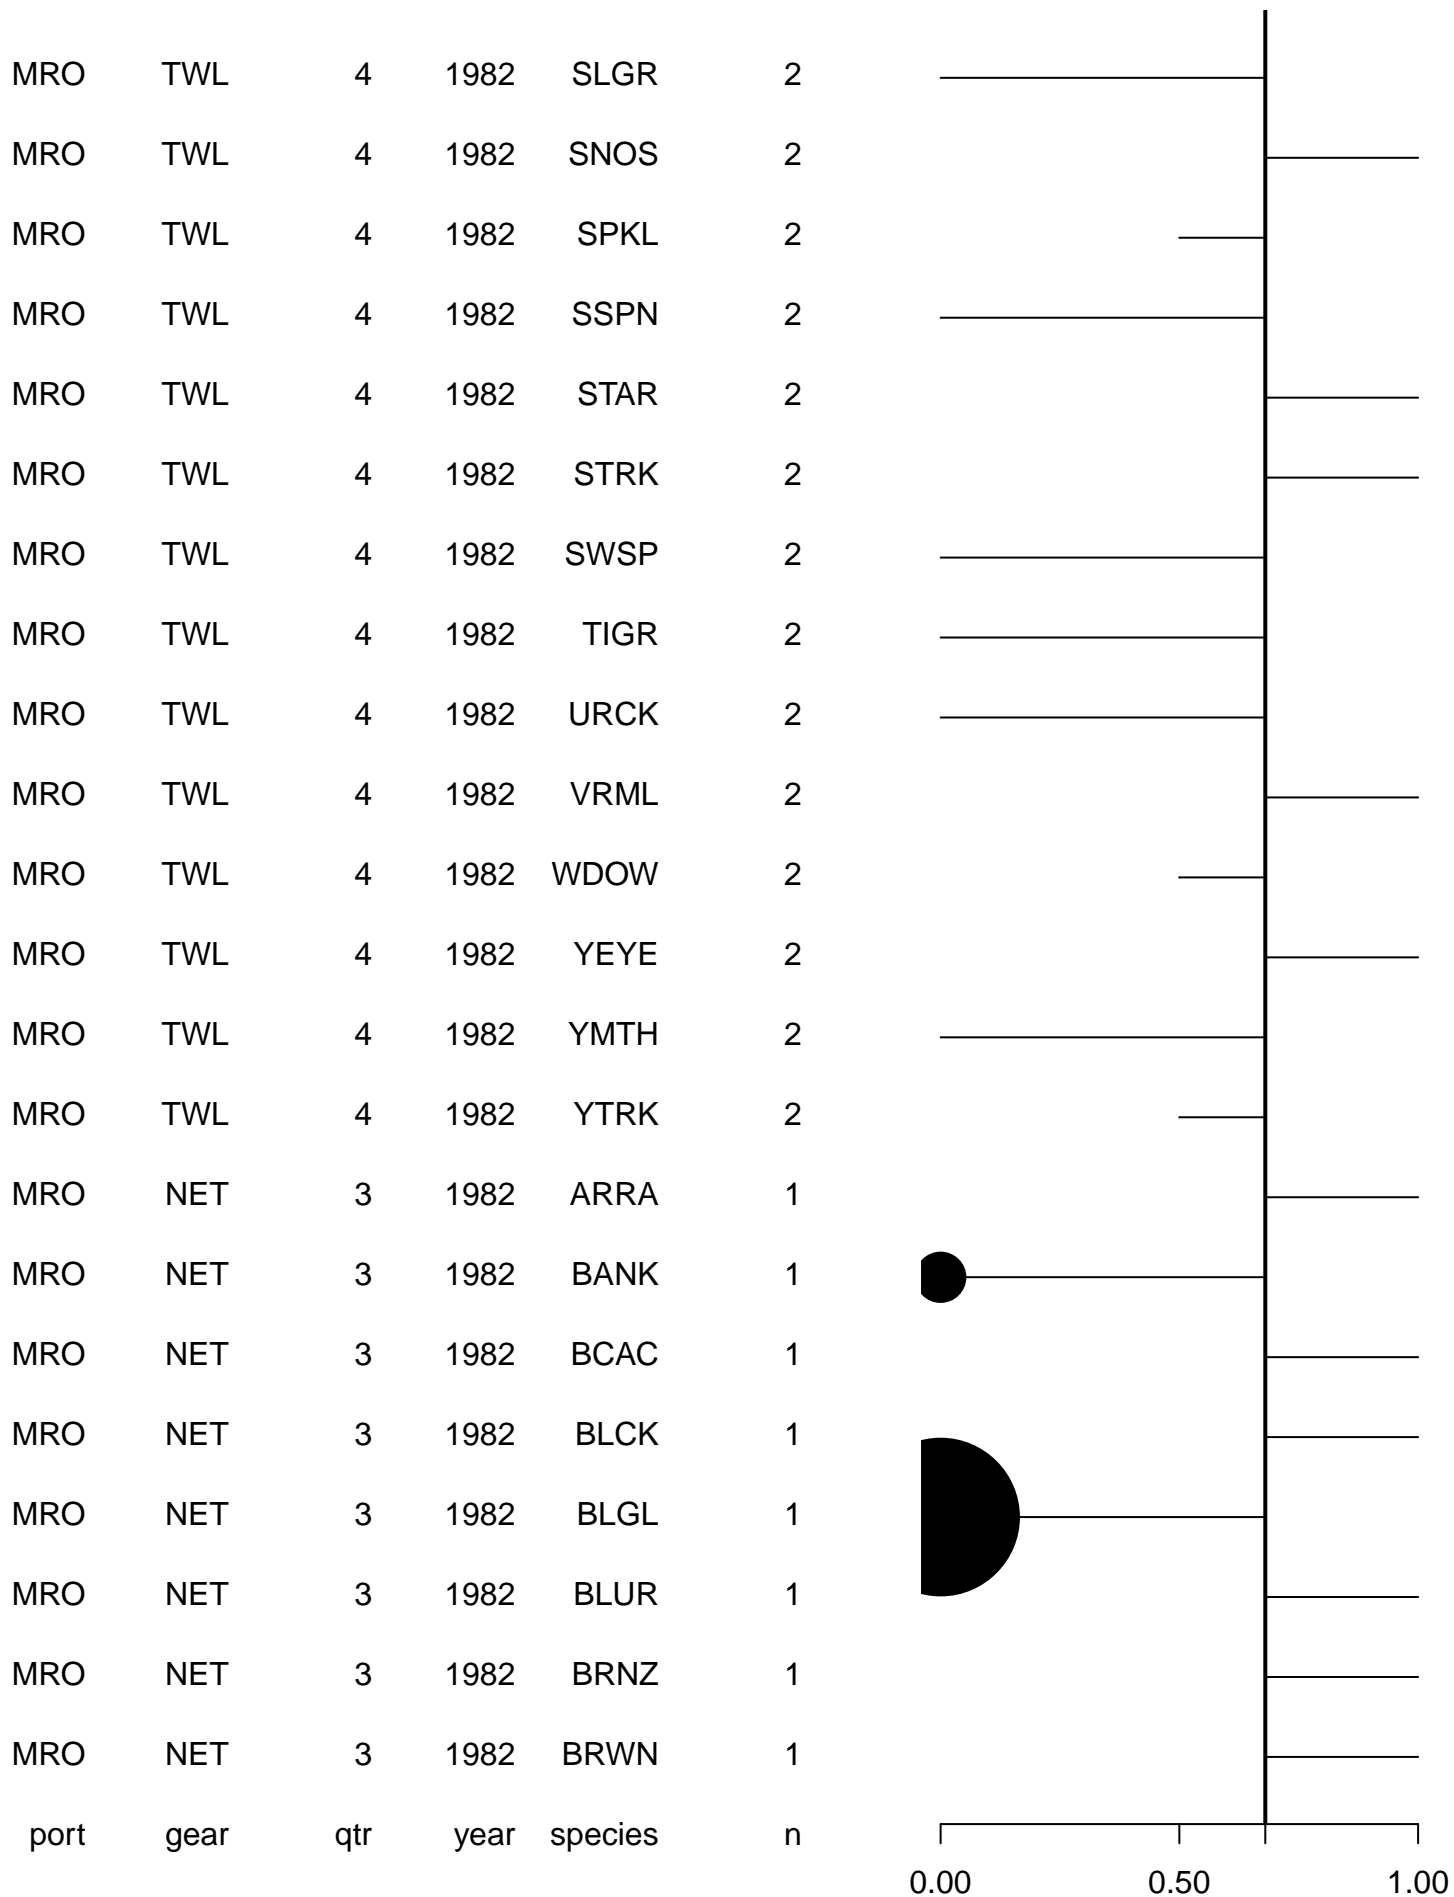 MRO TWL 4 1982 SLGR 2
MRO TWL 4 1982 SNOS 2
MRO TWL 4 1982 SPKL 2
MRO TWL 4 1982 SSPN 2
MRO TWL 4 1982 STAR 2
MRO TWL 4 1982 STRK 2
MRO TWL 4 1982 SWSP 2
MRO TWL 4 1982 TIGR 2
MRO TWL 4 1982 URCK 2
MRO TWL 4 1982 VRML 2
MRO TWL 4 1982 WDOW 2
MRO TWL 4 1982 YEYE 2
MRO TWL 4 1982 YMTH 2
MRO TWL 4 1982 YTRK 2
MRO NET 3 1982 ARRA 1
MRO NET 3 1982 BANK 1
MRO NET 3 1982 BCAC 1
MRO NET 3 1982 BLCK 1
MRO NET 3 1982 BLGL 1
MRO NET 3 1982 BLUR 1
MRO NET 3 1982 BRNZ 1
MRO NET 3 1982 BRWN 1
port gear qtr year species n
0.00 0.50 1.00